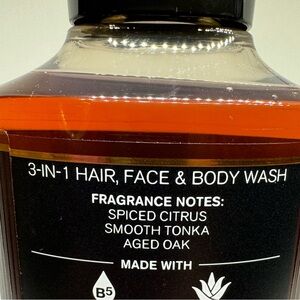 3-IN-1 HAIR, FACE & BODY WASH
FRAGRANCE NOTES:
SPICED CITRUS
SMOOTH TONKA
AGED OAK
MADE WITH
B5